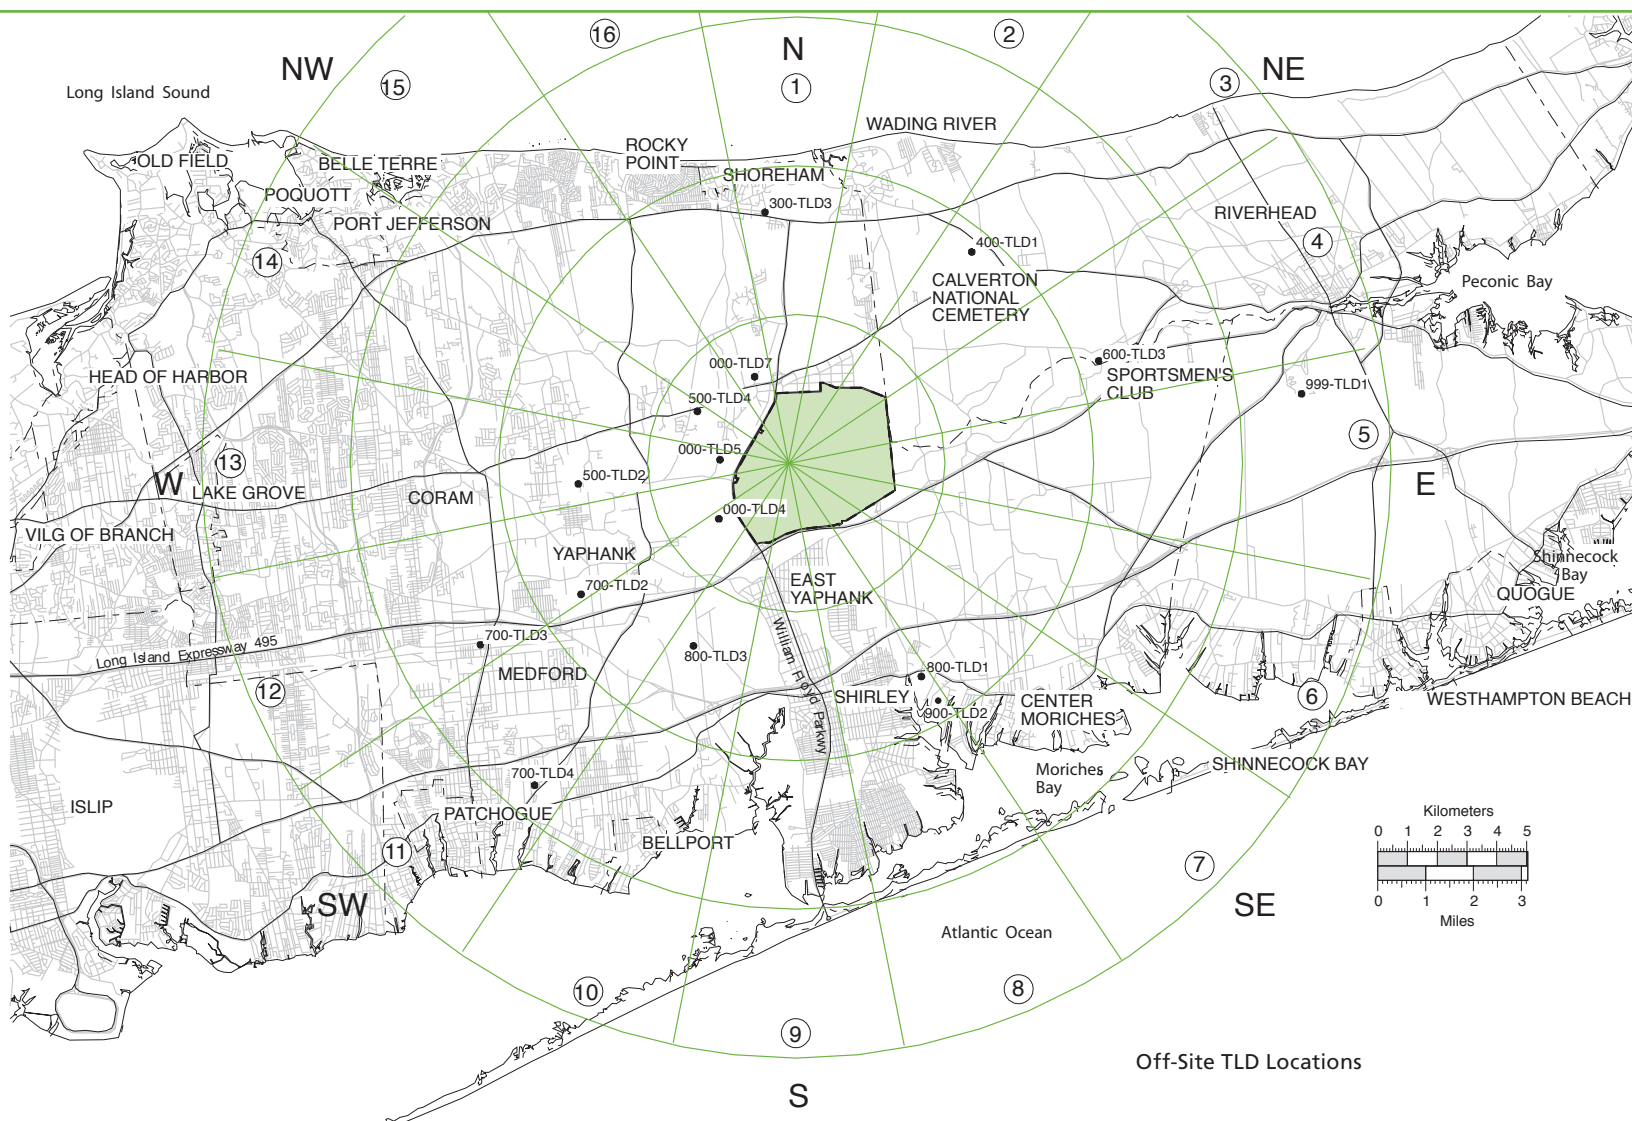 16
N
2
NW
NE
15
1
3
Long Island Sound
WADING RIVER
ROCKY
POINT
OLD FIELD
BELLE TERRE
SHOREHAM
POQUOTT
300-TLD3
RIVERHEAD
PORT JEFFERSON
400-TLD1
4
14
CALVERTON
NATIONAL
CEMETERY
Peconic Bay
600-TLD3
000-TLD7
HEAD OF HARBOR
SPORTSMEN'S
CLUB
999-TLD1
500-TLD4
5
000-TLD5
13
500-TLD2
W
LAKE GROVE
CORAM
E
000-TLD4
VILG OF BRANCH
YAPHANK
Shinnecock
Bay
EAST
YAPHANK
700-TLD2
QUOGUE
William Floyd Parkwy
700-TLD3
Long Island Expressway 495
800-TLD3
800-TLD1
MEDFORD
12
SHIRLEY
6
WESTHAMPTON BEACH
900-TLD2
CENTER
MORICHES
SHINNECOCK BAY
700-TLD4
Moriches
Bay
ISLIP
PATCHOGUE
Kilometers
0 1 2 3 4 5
BELLPORT
11
7
0 1 2 3
Miles
SW
SE
Atlantic Ocean
10
8
9
Off-Site TLD Locations
S